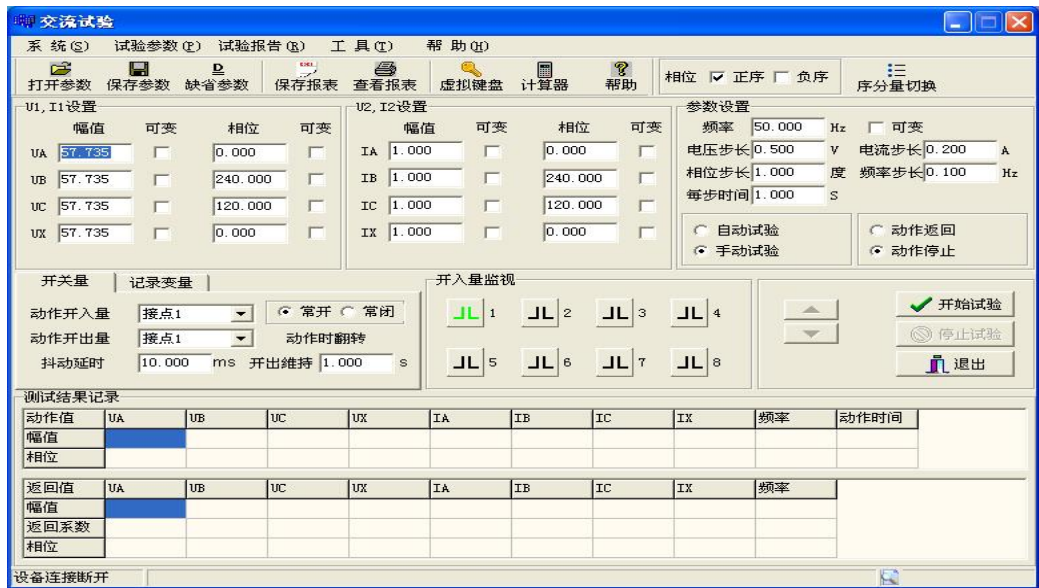 交流试验
系 统(S) 试验参数(P) 试验报告(R) 工 具(T) 帮 助(H)
打开参数 保存参数 缺省参数 保存报表 查看报表 虚拟键盘 计算器 帮助 相位 正序 负序 序分量切换
U1, I1设置 U2, I2设置 参数设置
幅值 可变 相位 可变 幅值 可变 相位 可变 频率 50.000 Hz 可变
UA 57.735 0.000 IA 1.000 0.000 电压步长 0.500 V 电流步长 0.200 A
UB 57.735 240.000 IB 1.000 240.000 相位步长 1.000 度 频率步长 0.100 Hz
UC 57.735 120.000 IC 1.000 120.000 每步时间 1.000 S
UX 57.735 0.000 IX 1.000 0.000 自动试验 动作返回
手动试验 动作停止
开关量 记录变量 开入量监视
动作开入量 接点1 常开 常闭 1 2 3 4 开始试验
动作开出量 接点1 动作时翻转 停止试验
抖动延时 10.000 ms 开出维持 1.000 s 5 6 7 8 退出
测试结果记录
动作值 UA UB UC UX IA IB IC IX 频率 动作时间
幅值
相位
返回值 UA UB UC UX IA IB IC IX 频率
幅值
返回系数
相位
设备连接断开